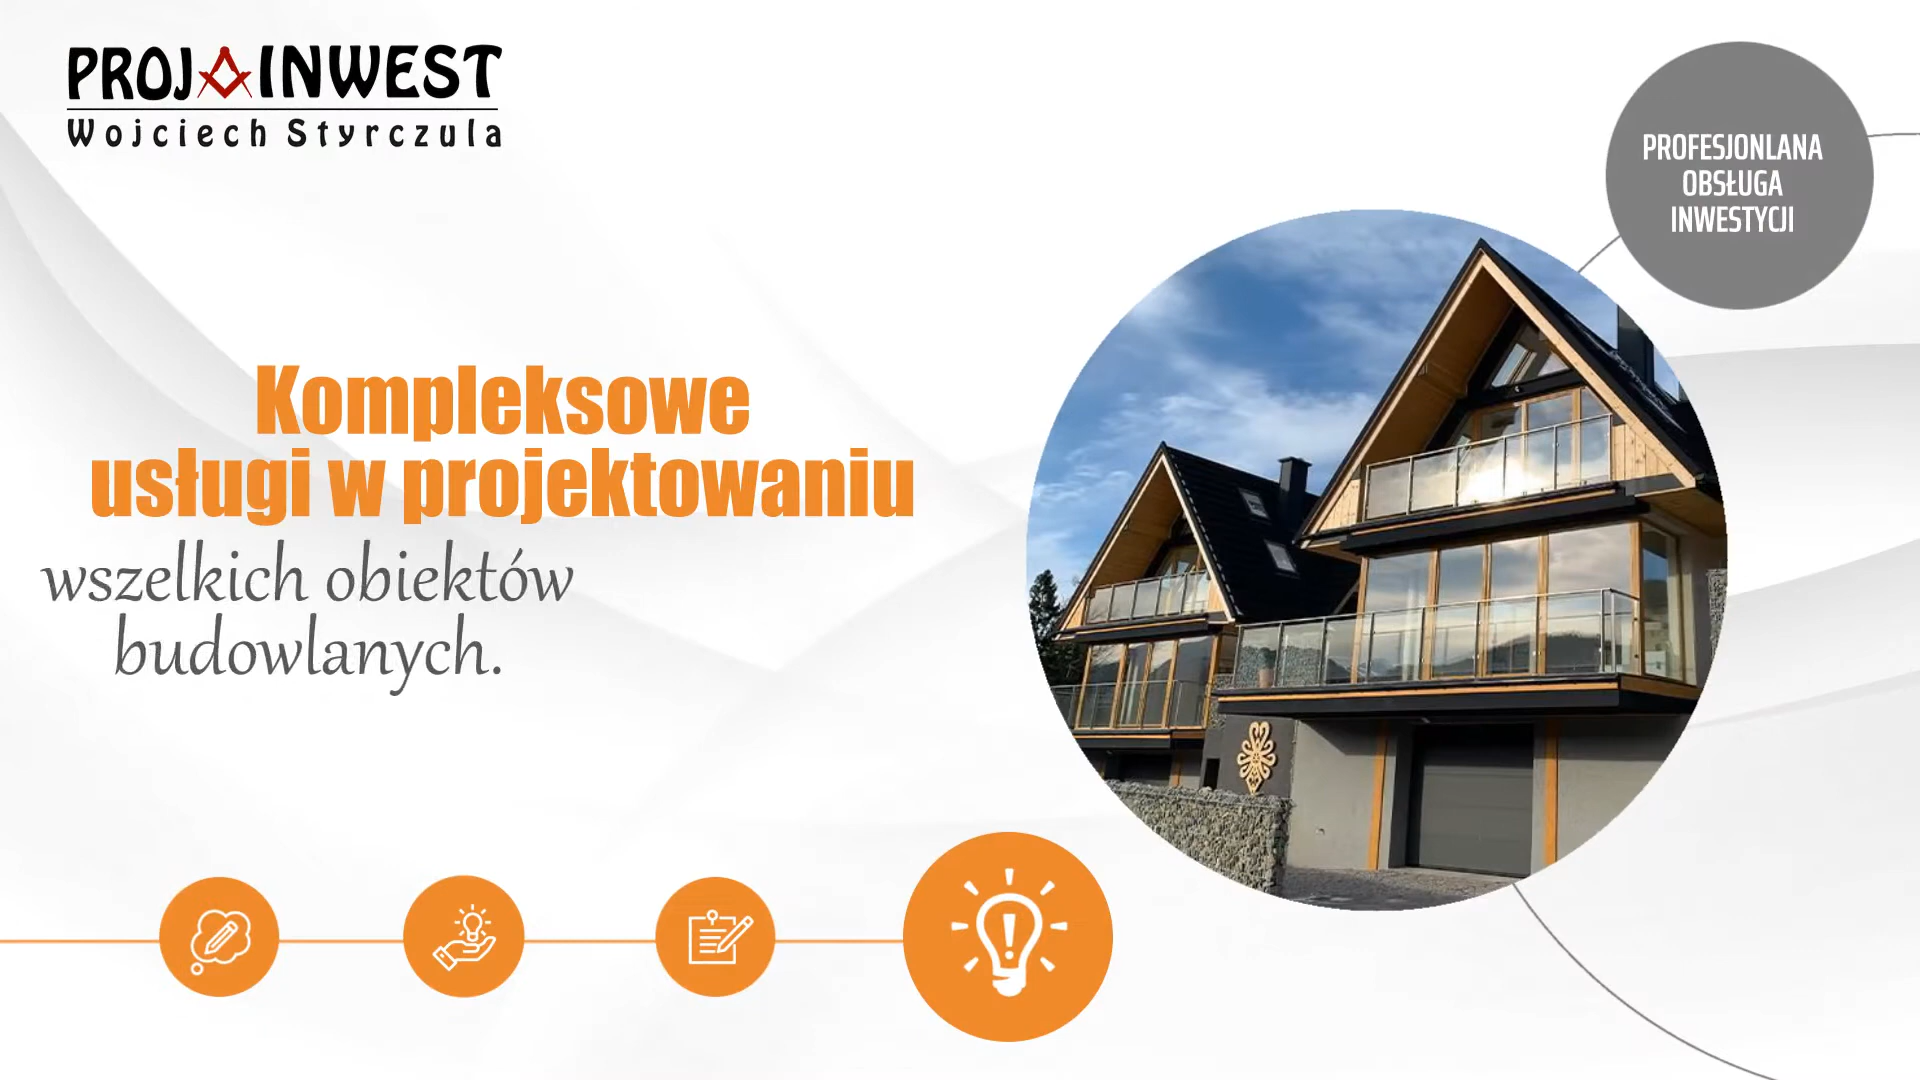 PROJ INWEST
Wojciech Styrczula
PROFESJONLANA
OBSŁUGA
INWESTYCJI
Kompleksowe
usługi w projektowaniu
wszelkich obiektów
budowlanych.